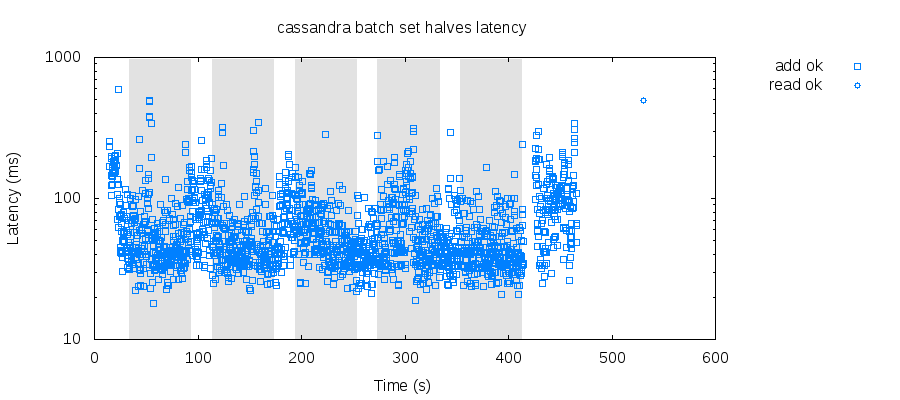 cassandra batch set halves latency
1000
100
10
Latency (ms)
0 100 200 300 400 500 600
Time (s)
add ok
read ok